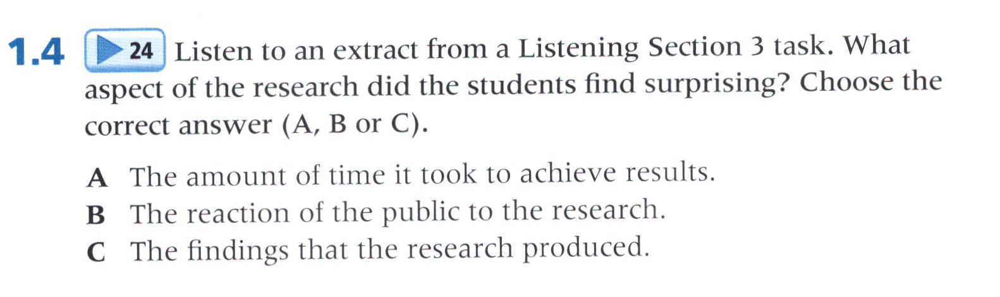 1.4 24 Listen to an extract from a Listening Section 3 task. What
aspect of the research did the students find surprising? Choose the
correct answer (A, B or C).
A The amount of time it took to achieve results.
B The reaction of the public to the research.
C The findings that the research produced.